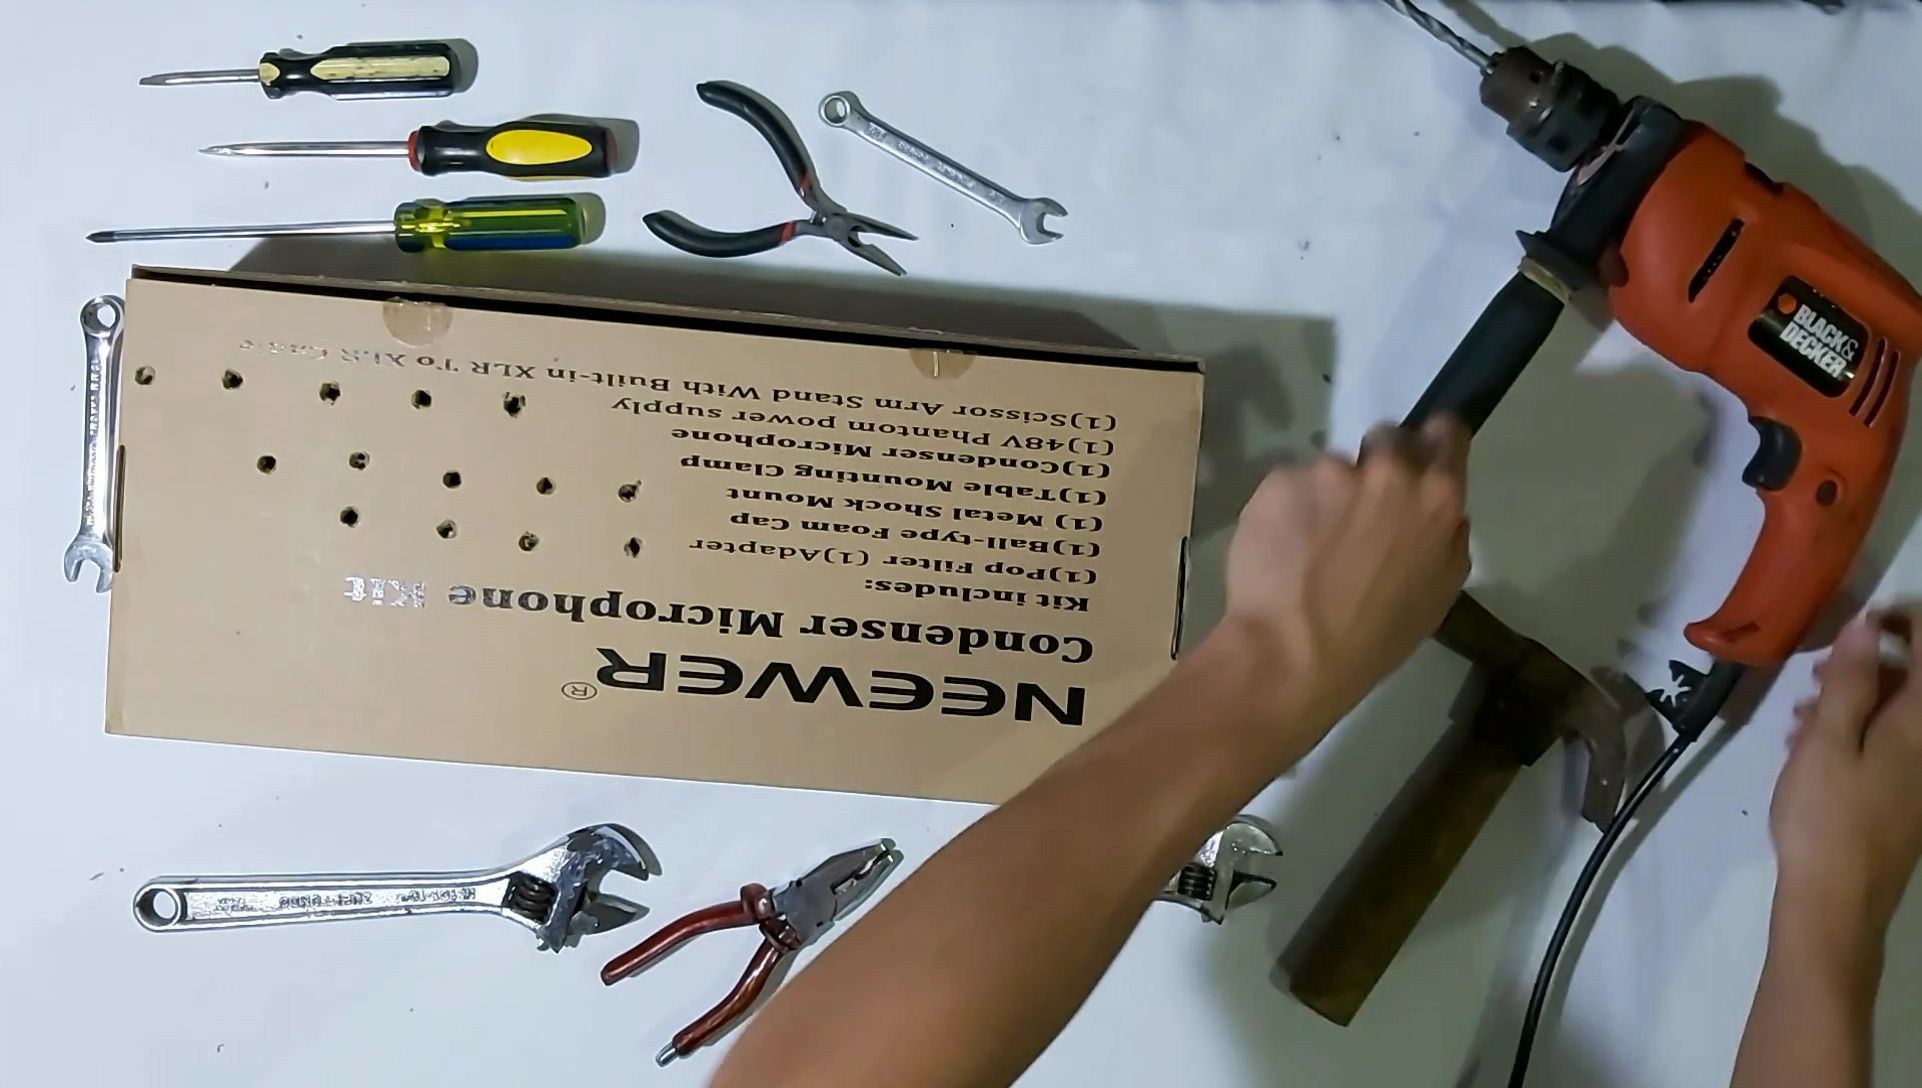 NEEWER®
Condenser Microphone Kit
Kit includes:
(1)Pop Filter (1)Adapter
(1)Ball-type Foam Cap
(1) Metal Shock Mount
(1)Table Mounting Clamp
(1)Condenser Microphone
(1)48V Phantom power supply
(1)Scissor Arm Stand With Built-in XLR To XLR Cable
BLACK&
DECKER